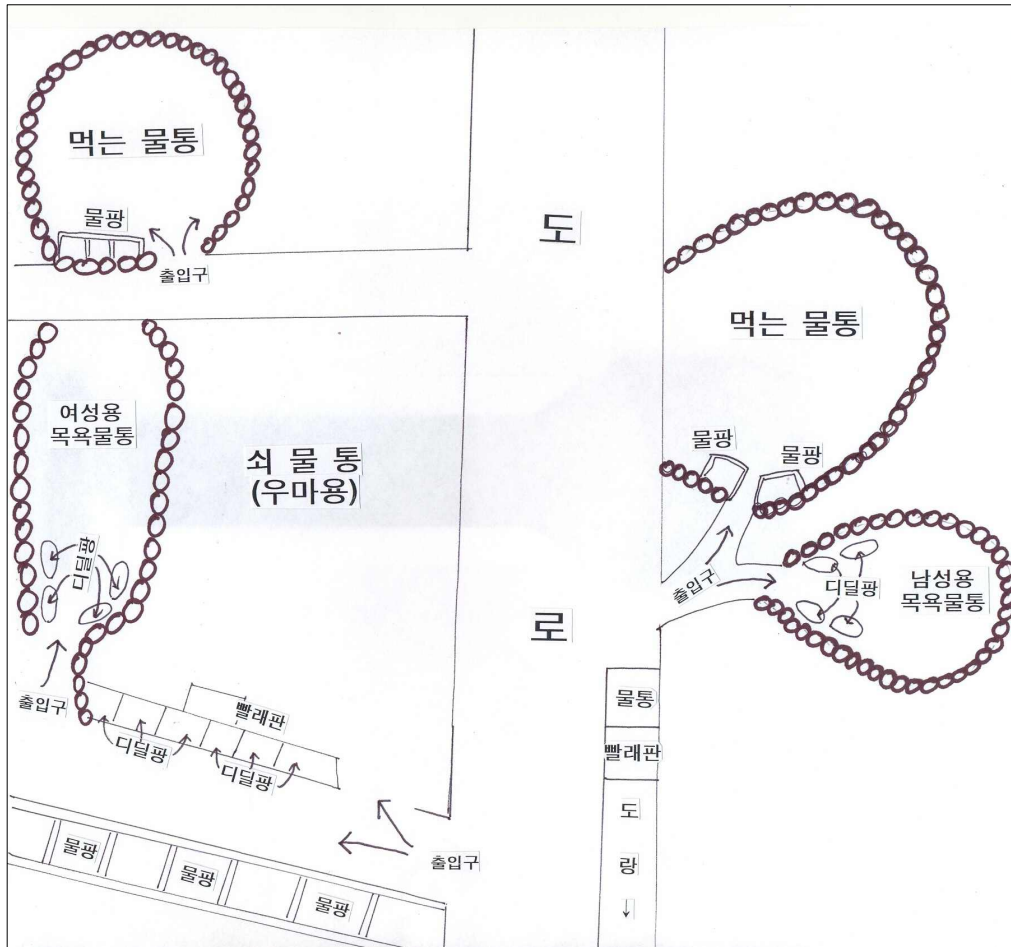 먹는 물통
물팡
출입구
도
먹는 물통
물팡
물팡
여성용
목욕물통
쇠 물 통
(우마용)
디딜팡
출입구
디딜팡
남성용
목욕물통
로
출입구
빨래판
디딜팡
디딜팡
물통
빨래판
도
랑
↓
물팡
물팡
물팡
출입구